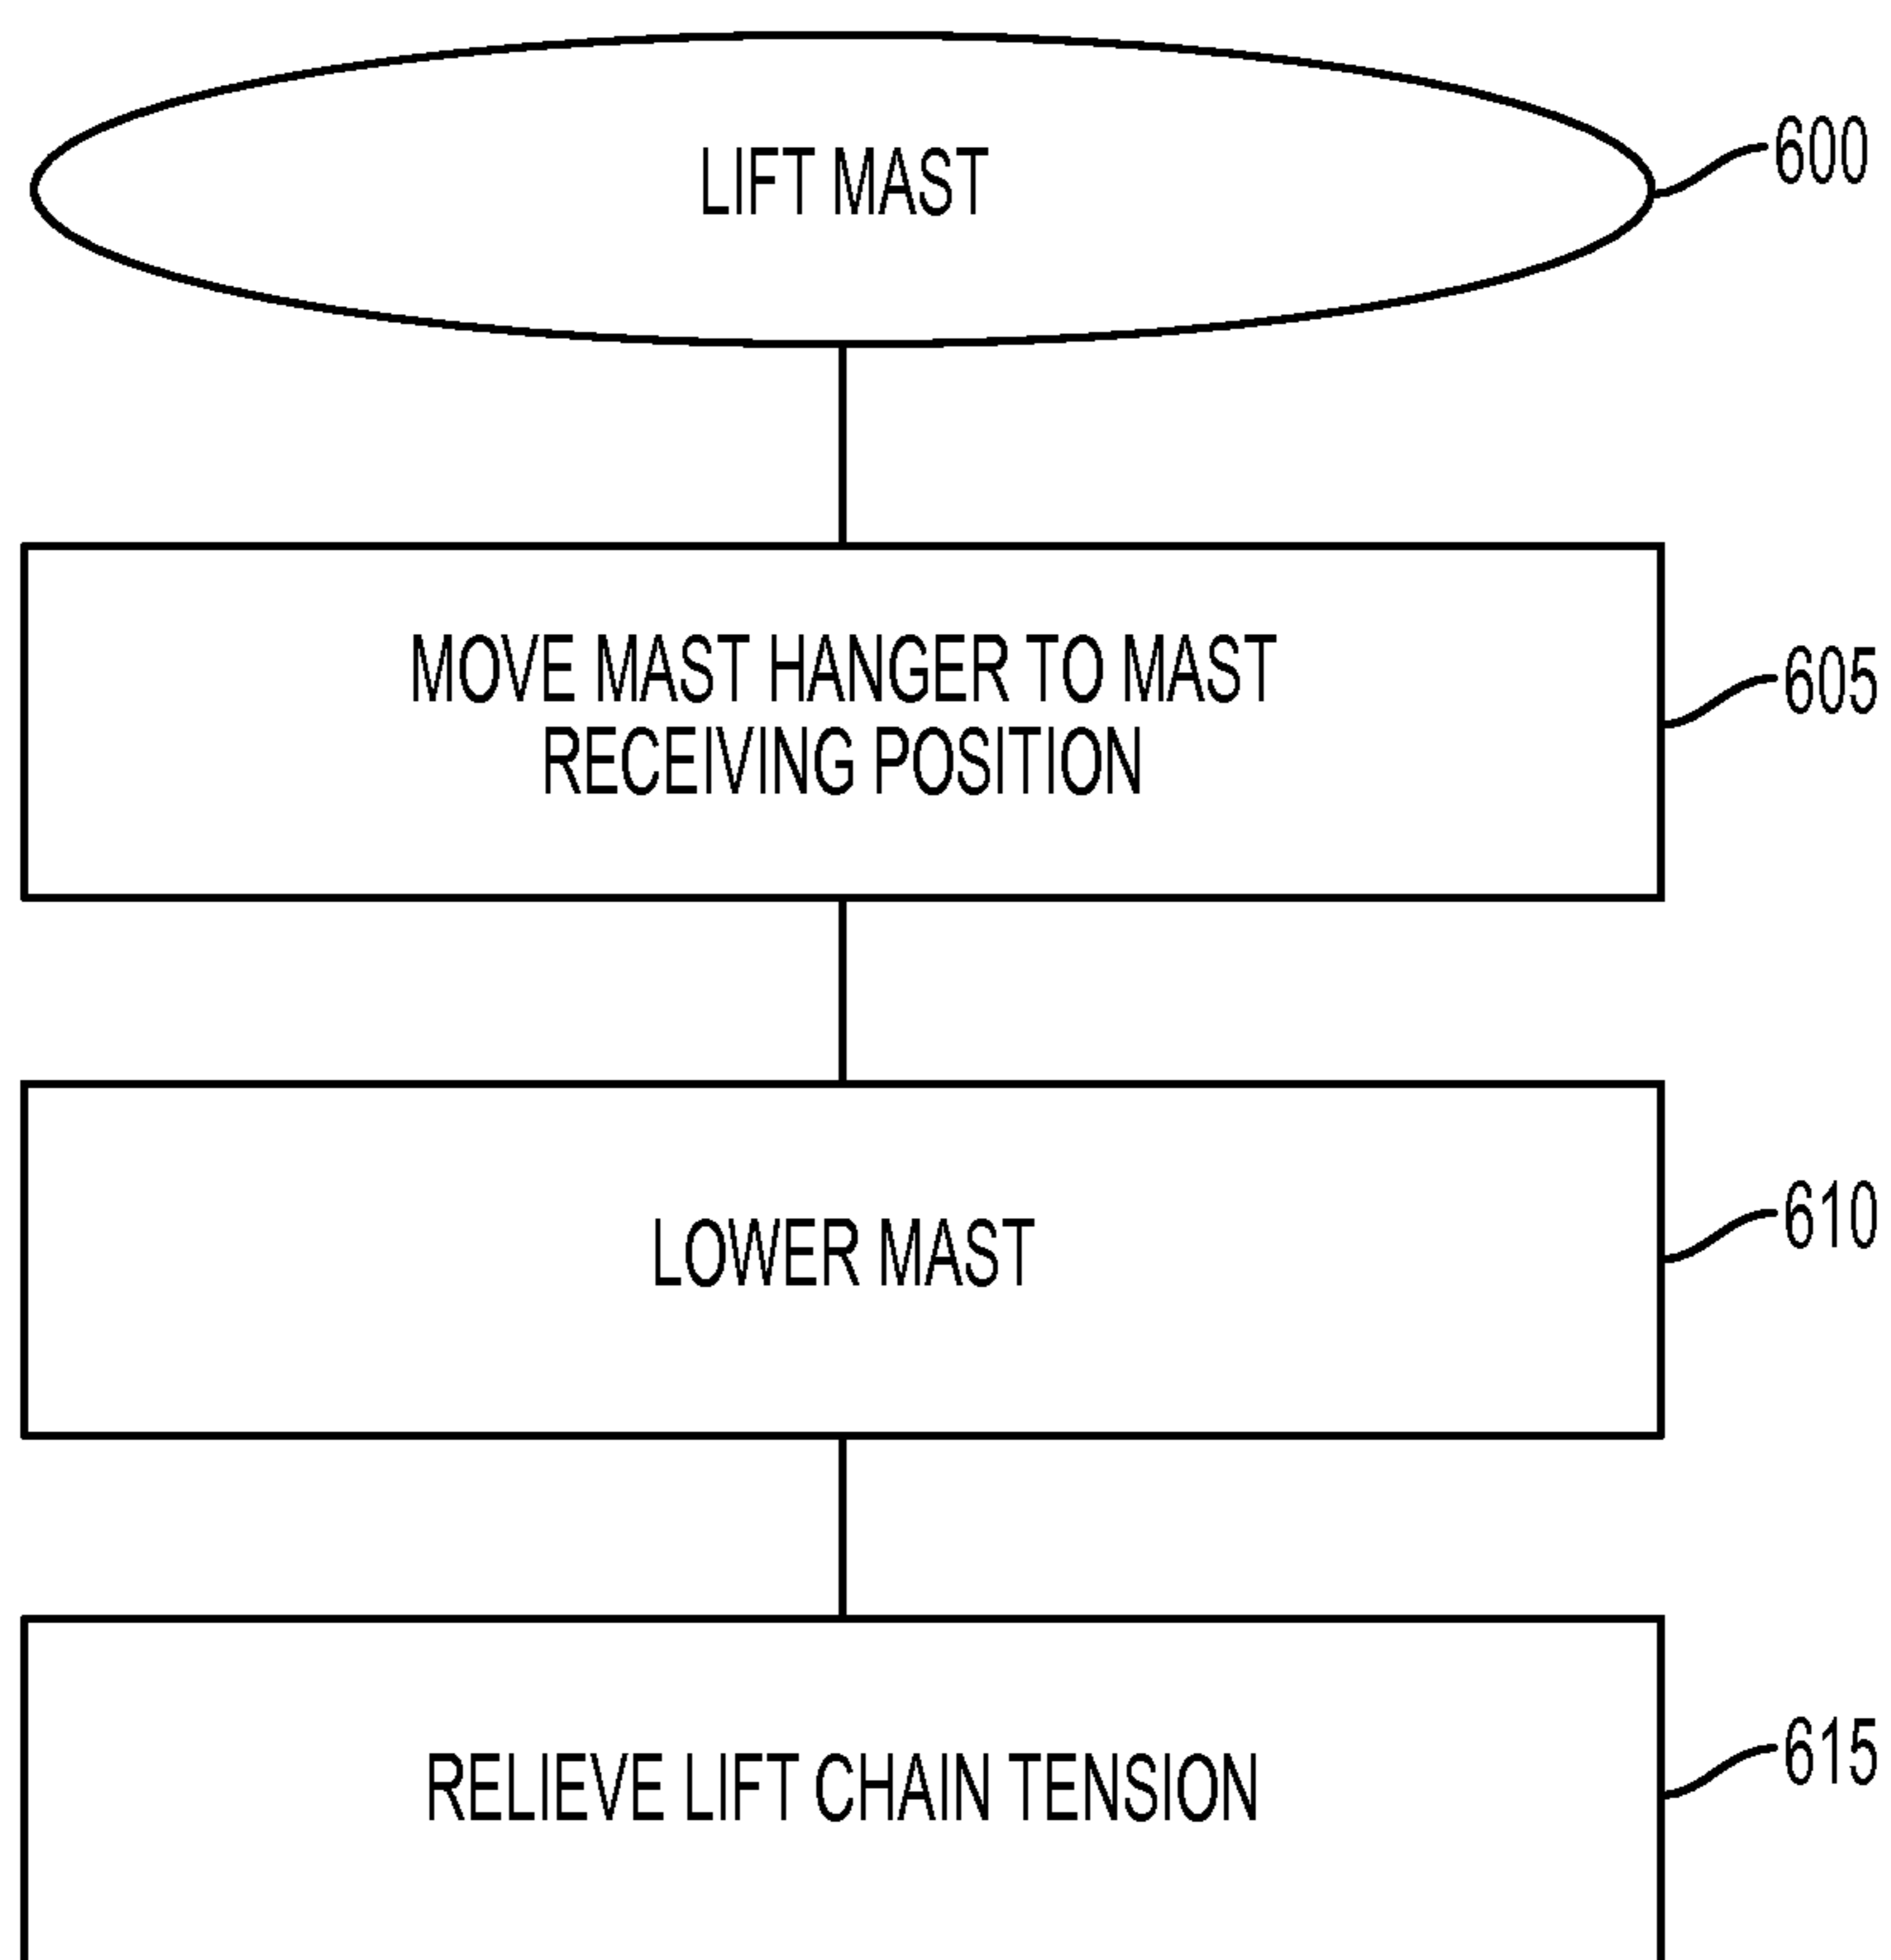 LIFT MAST
600
MOVE MAST HANGER TO MAST
RECEIVING POSITION
605
LOWER MAST
610
RELIEVE LIFT CHAIN TENSION
615